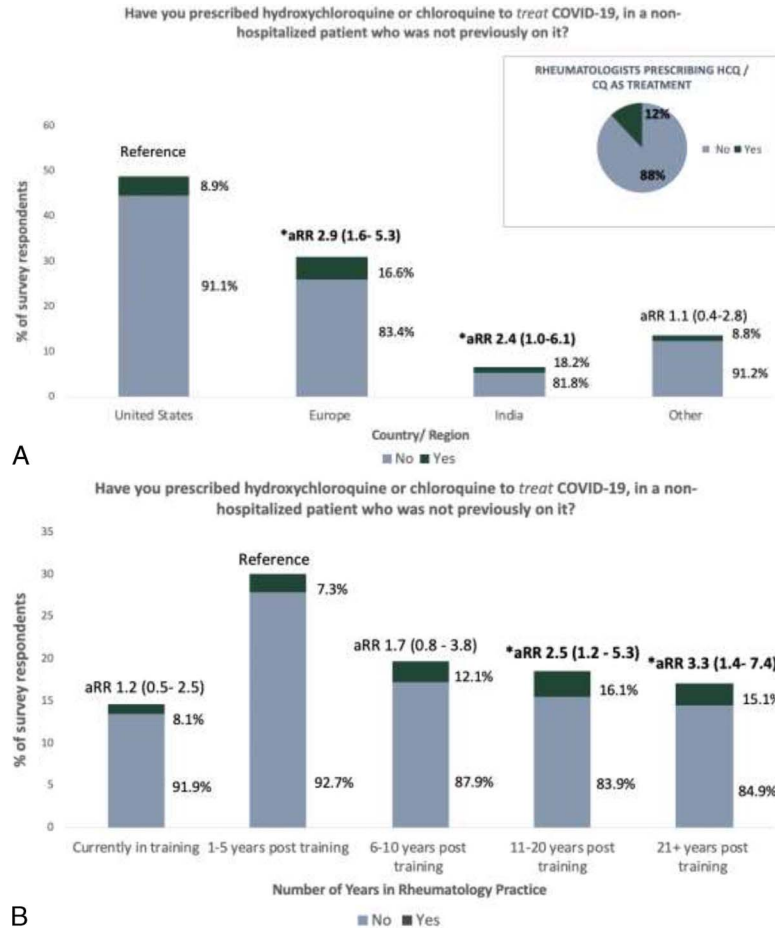 Have you prescribed hydroxychloroquine or chloroquine to treat COVID-19, in a non-
hospitalized patient who was not previously on it?
RHEUMATOLOGISTS PRESCRIBING HCQ /
CQ AS TREATMENT
12%
88%
No Yes
% of survey respondents
60
50
40
30
20
10
0
Reference
8.9%
91.1%
*aRR 2.9 (1.6- 5.3)
16.6%
83.4%
*aRR 2.4 (1.0-6.1)
18.2%
81.8%
aRR 1.1 (0.4-2.8)
8.8%
91.2%
United States
Europe
India
Other
Country/ Region
No Yes
A
Have you prescribed hydroxychloroquine or chloroquine to treat COVID-19, in a non-
hospitalized patient who was not previously on it?
% of survey respondents
35
30
25
20
15
10
5
0
aRR 1.2 (0.5- 2.5)
8.1%
91.9%
Reference
7.3%
92.7%
aRR 1.7 (0.8 - 3.8)
12.1%
87.9%
*aRR 2.5 (1.2 - 5.3)
16.1%
83.9%
*aRR 3.3 (1.4- 7.4)
15.1%
84.9%
Currently in training
1-5 years post training
6-10 years post
training
11-20 years post
training
21+ years post
training
Number of Years in Rheumatology Practice
No Yes
B